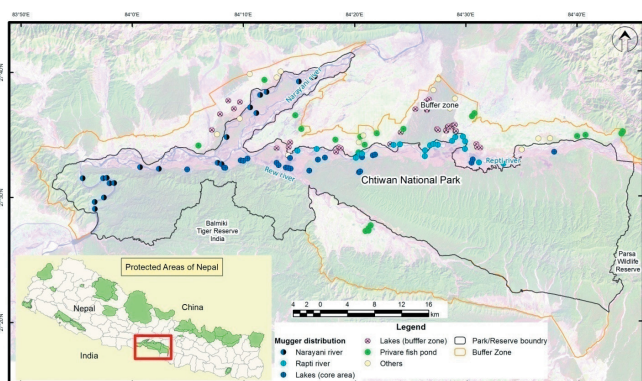 83°50'E 84°0'E 84°10'E 84°20'E 84°30'E 84°40'E
27°40'N
Narayani River
Buffer zone
Rew river
Repti river
Chtiwan National Park
Balmiki
Tiger Reserve
India
Parsa
Wildlife
Reserve
Protected Areas of Nepal
Nepal
China
India
4 2 0 4 8 12 16
km
Legend
Mugger distribution
Narayani river
Rapti river
Lakes (core area)
Lakes (bufffer zone)
Privare fish pond
Others
Park/Reserve boundry
Buffer Zone